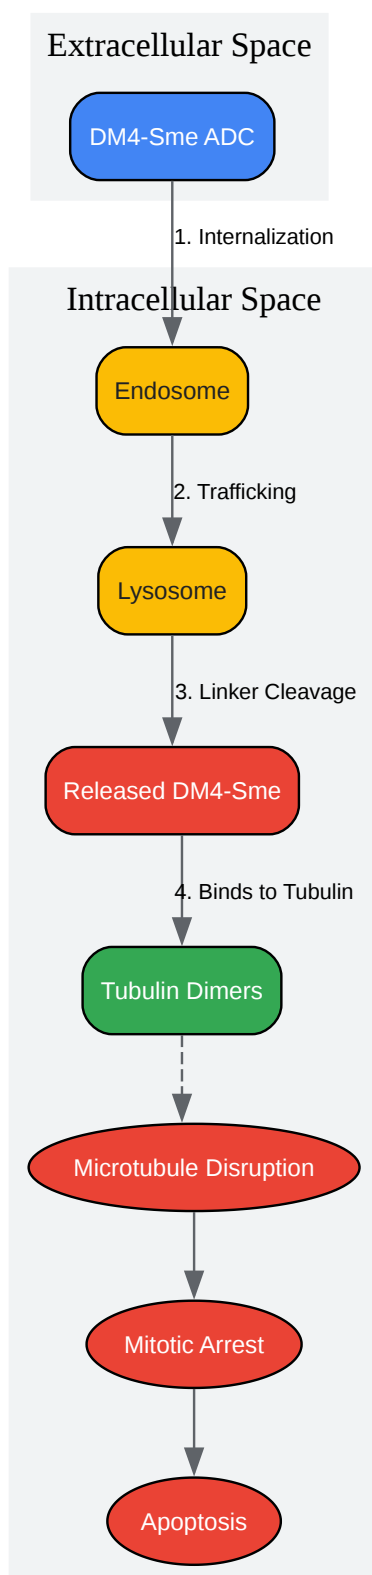 Extracellular Space
DM4-Sme ADC
1. Internalization
Intracellular Space
Endosome
2. Trafficking
Lysosome
3. Linker Cleavage
Released DM4-Sme
4. Binds to Tubulin
Tubulin Dimers
Microtubule Disruption
Mitotic Arrest
Apoptosis